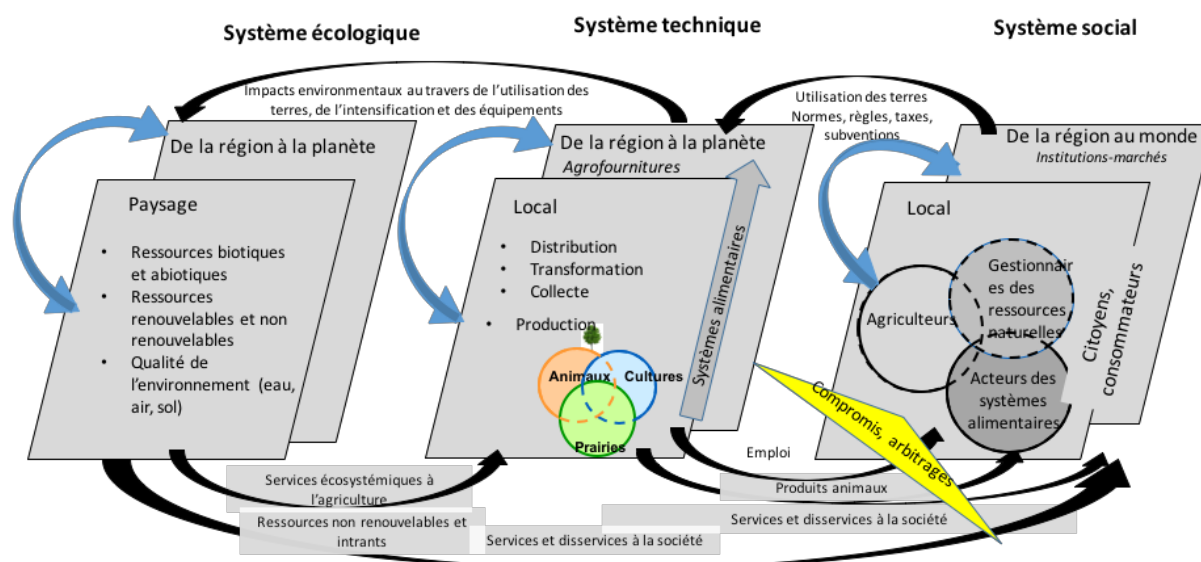 Système écologique
Système technique
Système social
Impacts environmentaux au travers de l'utilisation des
terres, de l'intensification et des équipements
Utilisation des terres
Normes, règles, taxes,
subventions
De la région à la planète
De la région à la planète
Agrofournitures
De la région au monde
Institutions-marchés
Paysage
• Ressources biotiques
et abiotiques
• Ressources
renouvelables et non
renouvelables
• Qualité de
l'environnement (eau,
air, sol)
Local
• Distribution
• Transformation
• Collecte
• Production
Animaux
Cultures
Prairies
Systèmes alimentaires
Local
Agriculteurs
Gestionnair
es des
ressources
naturelles
Acteurs des
systèmes
alimentaires
Citoyens,
consommateurs
Compromis, arbitrages
Emploi
Produits animaux
Services écosystémiques à
l'agriculture
Ressources non renouvelables et
intrants
Services et disservices à la société
Services et disservices à la société